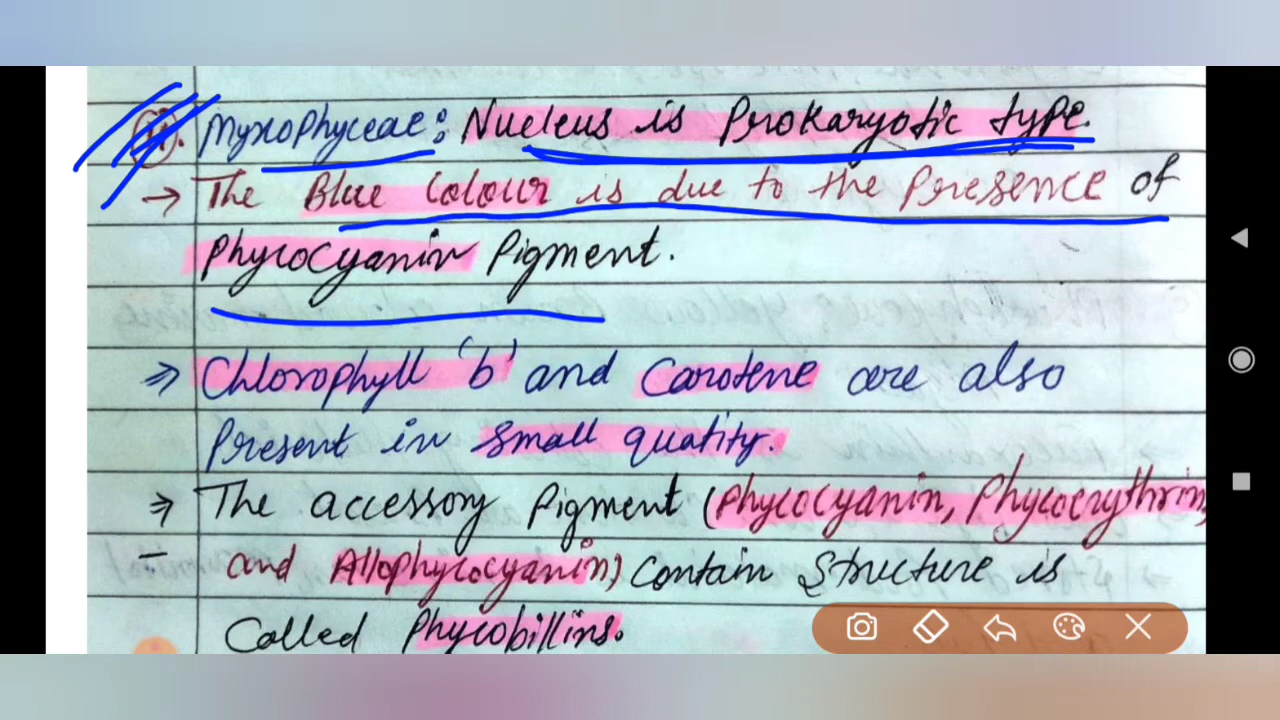 Myxophyceae: Nucleus is Prokaryotic type.
→ The Blue Colour is due to the Presence of
Phycocyanin Pigment.
⇒ Chlorophyll 'b' and Carotene are also
Present in Small quatity.
⇒ The accessory Pigment (Phycocyanin, Phycoerythrin
and Allophycocyanin) Contain Structure is
Called Phycobillins.